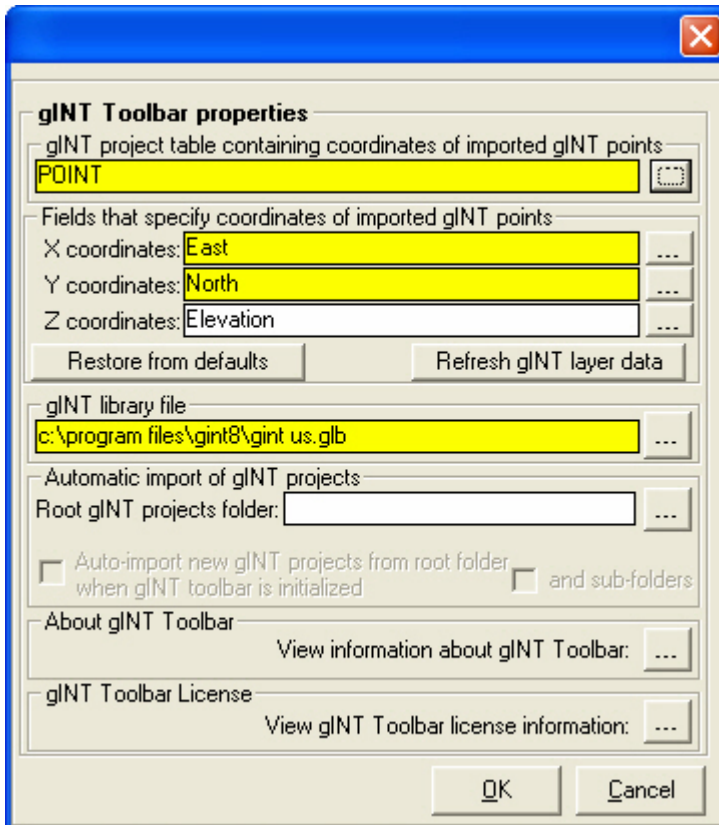 gINT Toolbar properties
gINT project table containing coordinates of imported gINT points
POINT
Fields that specify coordinates of imported gINT points
X coordinates: East ...
Y coordinates: North ...
Z coordinates: Elevation ...
Restore from defaults Refresh gINT layer data
gINT library file
c:\program files\gint8\gint us.glb ...
Automatic import of gINT projects
Root gINT projects folder: ...
Auto-import new gINT projects from root folder
when gINT toolbar is initialized and sub-folders
About gINT Toolbar
View information about gINT Toolbar: ...
gINT Toolbar License
View gINT Toolbar license information: ...
OK Cancel